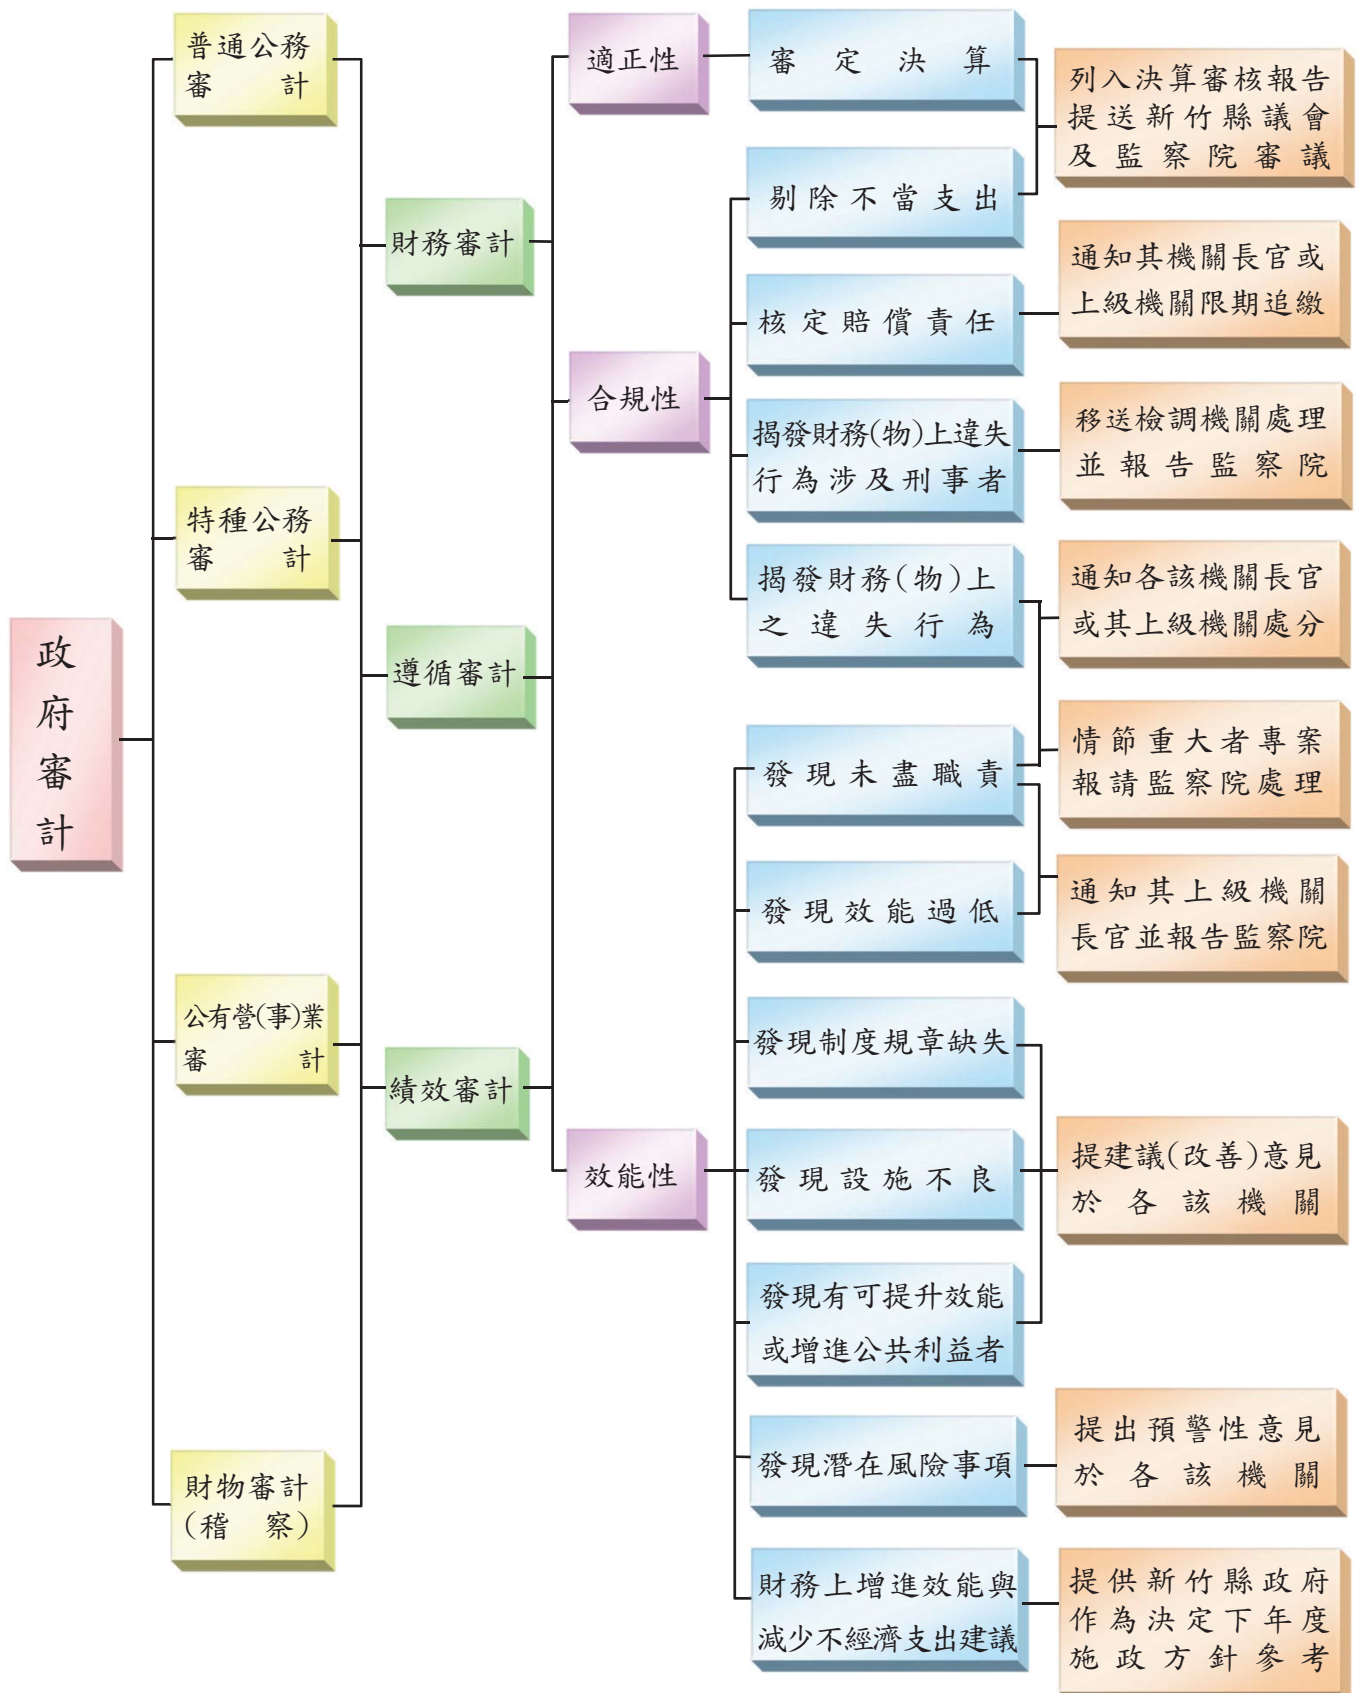 政
府
審
計
普通公務
審計
特種公務
審計
公有營(事)業
審計
財物審計
(稽察)
財務審計
遵循審計
績效審計
適正性
合規性
效能性
審定決算
剔除不當支出
核定賠償責任
揭發財務(物)上違失
行為涉及刑事者
揭發財務(物)上
之違失行為
發現未盡職責
發現效能過低
發現制度規章缺失
發現設施不良
發現有可提升效能
或增進公共利益者
發現潛在風險事項
財務上增進效能與
減少不經濟支出建議
列入決算審核報告
提送新竹縣議會
及監察院審議
通知其機關長官或
上級機關限期追繳
移送檢調機關處理
並報告監察院
通知各該機關長官
或其上級機關處分
情節重大者專案
報請監察院處理
通知其上級機關
長官並報告監察院
提建議(改善)意見
於各該機關
提出預警性意見
於各該機關
提供新竹縣政府
作為決定下年度
施政方針參考